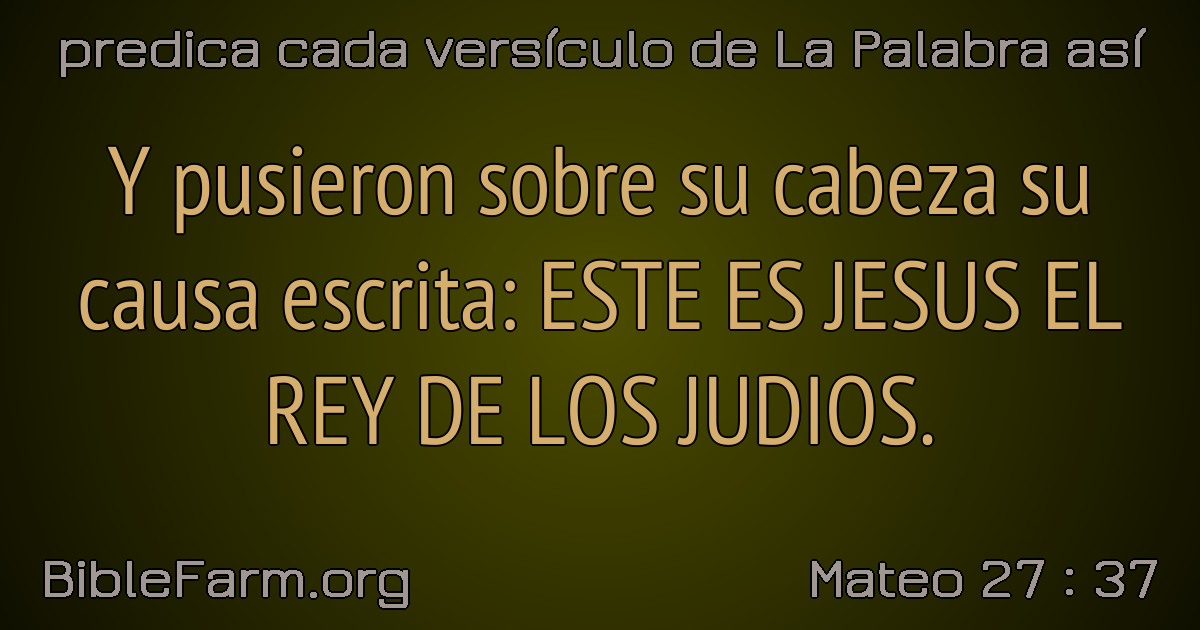 predica cada versículo de La Palabra así
Y pusieron sobre su cabeza su
causa escrita: ESTE ES JESUS EL
REY DE LOS JUDIOS.
BibleFarm.org
Mateo 27 : 37